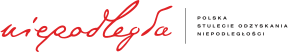 niepodległa
POLSKA
STULECIE ODZYSKANIA
NIEPODLEGŁOŚCI